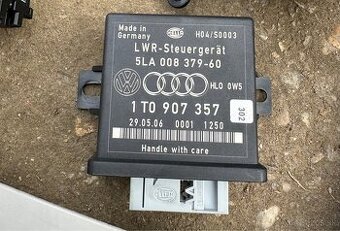 Made in
Germany
HELLA
H04/S0003
LWR-Steuergerät
5LA 008 379-60
HLO 0W5
1T0 907 357
302
29.05.06 0001 1250
Handle with care